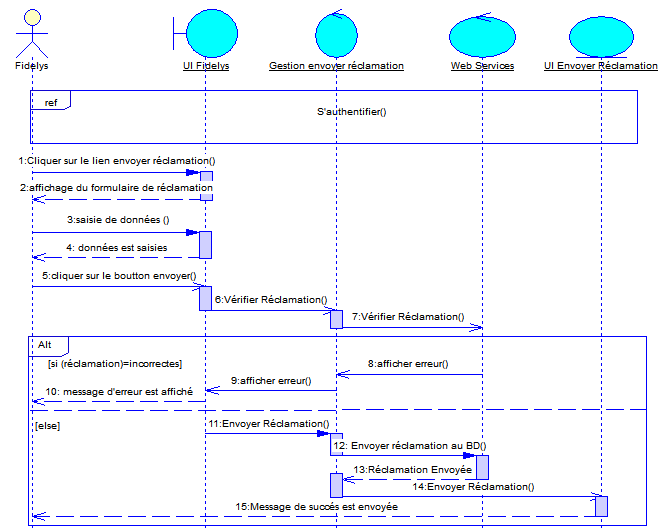 Fidelys
UI Fidelys
Gestion envoyer réclamation
Web Services
UI Envoyer Réclamation
ref
S'authentifier()
1:Cliquer sur le lien envoyer réclamation()
2:affichage du formulaire de réclamation
3:saisie de données ()
4: données est saisies
5:cliquer sur le boutton envoyer()
6:Vérifier Réclamation()
7:Vérifier Réclamation()
Alt
[si (réclamation)=incorrectes]
8:afficher erreur()
9:afficher erreur()
10: message d'erreur est affiché
[else]
11:Envoyer Réclamation()
12: Envoyer réclamation au BD()
13:Réclamation Envoyée
14:Envoyer Réclamation()
15:Message de succés est envoyée